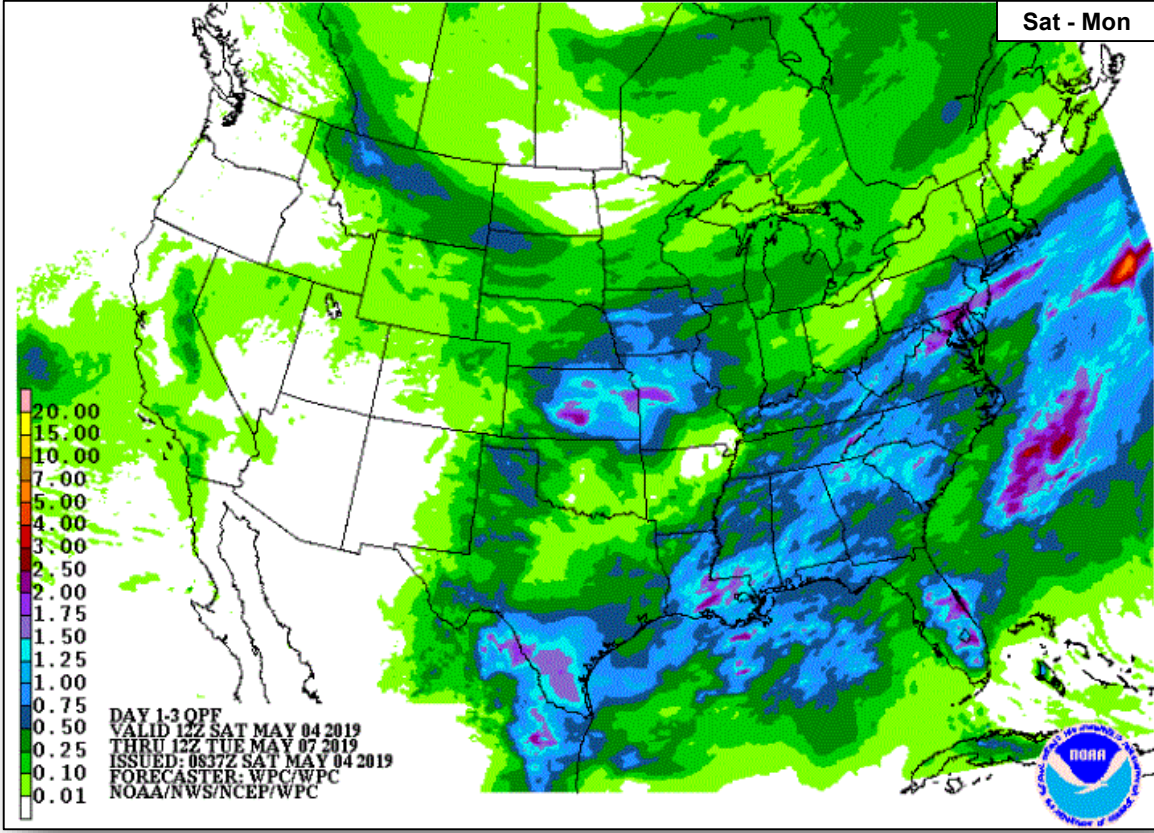 Sat - Mon
20.00
15.00
10.00
7.00
5.00
4.00
3.00
2.50
2.00
1.75
1.50
1.25
1.00
0.75
0.50
0.25
0.10
0.01
DAY 1-3 QPF
VALID 12Z SAT MAY 04 2019
THRU 12Z TUE MAY 07 2019
ISSUED: 0837Z SAT MAY 04 2019
FORECASTER: WPC/WPC
NOAA/NWS/NCEP/WPC
NOAA